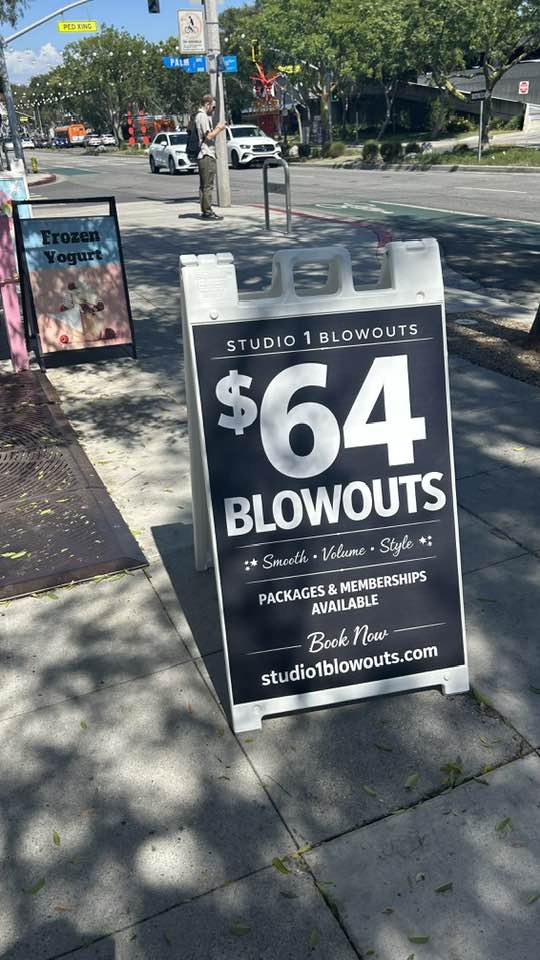 PED XING
PALM
Frozen
Yogurt
STUDIO 1 BLOWOUTS
$64
BLOWOUTS
Smooth • Volume • Style
PACKAGES & MEMBERSHIPS
AVAILABLE
Book Now
studio1blowouts.com